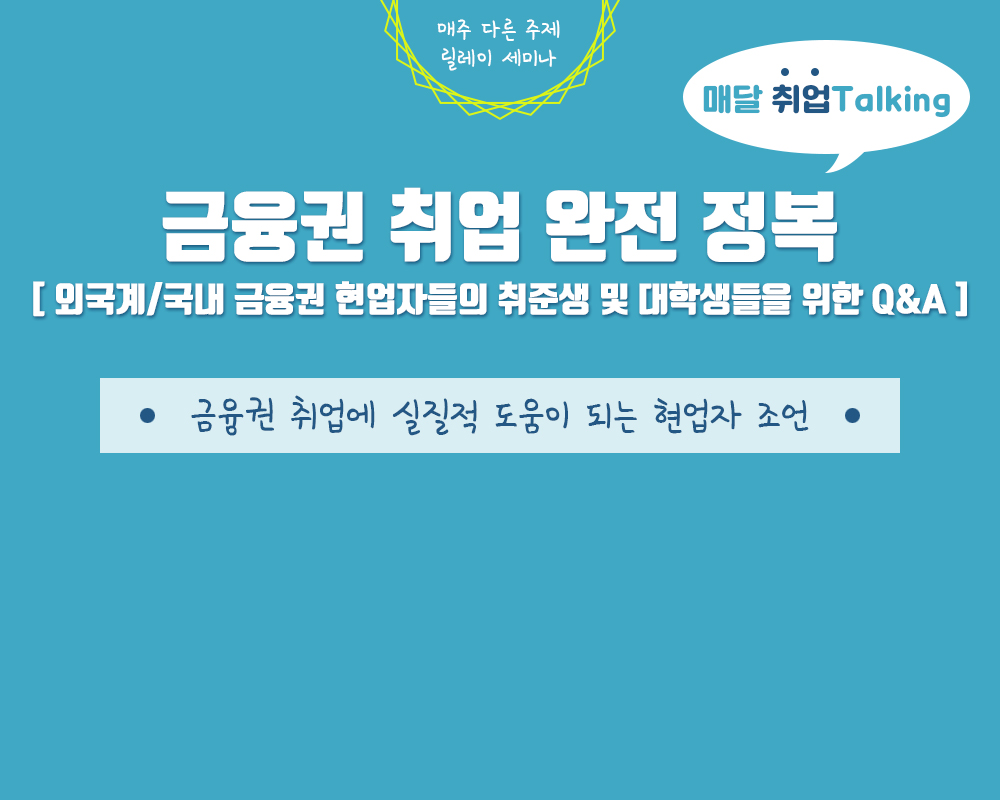 매주 다른 주제
릴레이 세미나
매달 취업Talking
금융권 취업 완전 정복
[ 외국계/국내 금융권 현업자들의 취준생 및 대학생들을 위한 Q&A ]
• 금융권 취업에 실질적 도움이 되는 현업자 조언 •